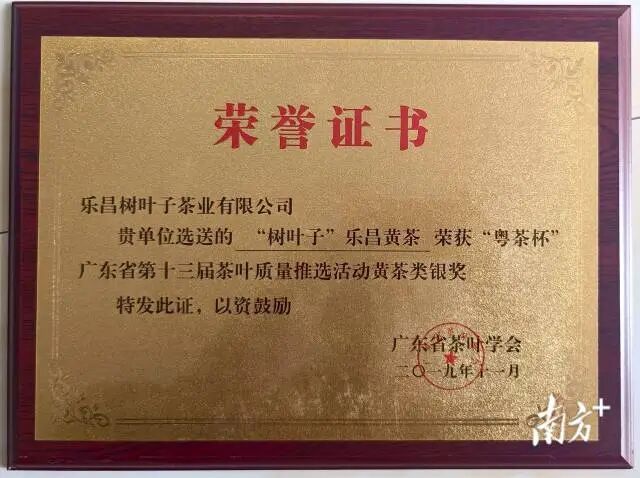 荣誉证书
乐昌树叶子茶业有限公司
贵单位选送的 “树叶子”乐昌黄茶 荣获“粤茶杯”
广东省第十三届茶叶质量推选活动黄茶类银奖
特发此证，以资鼓励
广东省茶叶学会
二〇一九年十一月
南方+